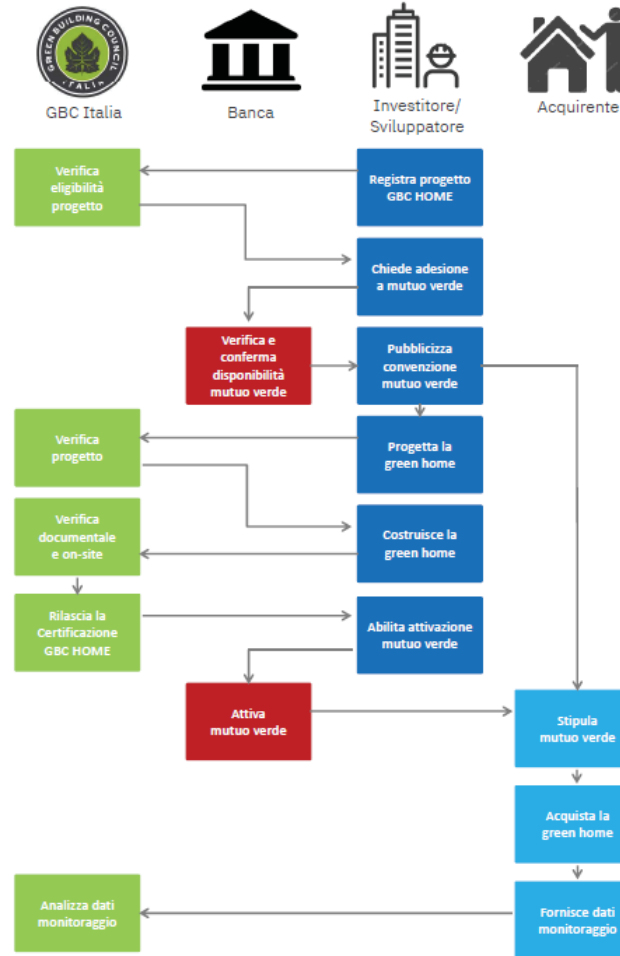 GREEN BUILDING COUNCIL
ITALIA
GBC Italia
Banca
Investitore/
Sviluppatore
Acquirente
Verifica
eligibilità
progetto
Registra progetto
GBC HOME
Chiede adesione
a mutuo verde
Verifica e
conferma
disponibilità
mutuo verde
Pubblicizza
convenzione
mutuo verde
Verifica
progetto
Progetta la
green home
Verifica
documentale
e on-site
Costruisce la
green home
Rilascia la
Certificazione
GBC HOME
Abilita attivazione
mutuo verde
Attiva
mutuo verde
Stipula
mutuo verde
Acquista la
green home
Analizza dati
monitoraggio
Fornisce dati
monitoraggio